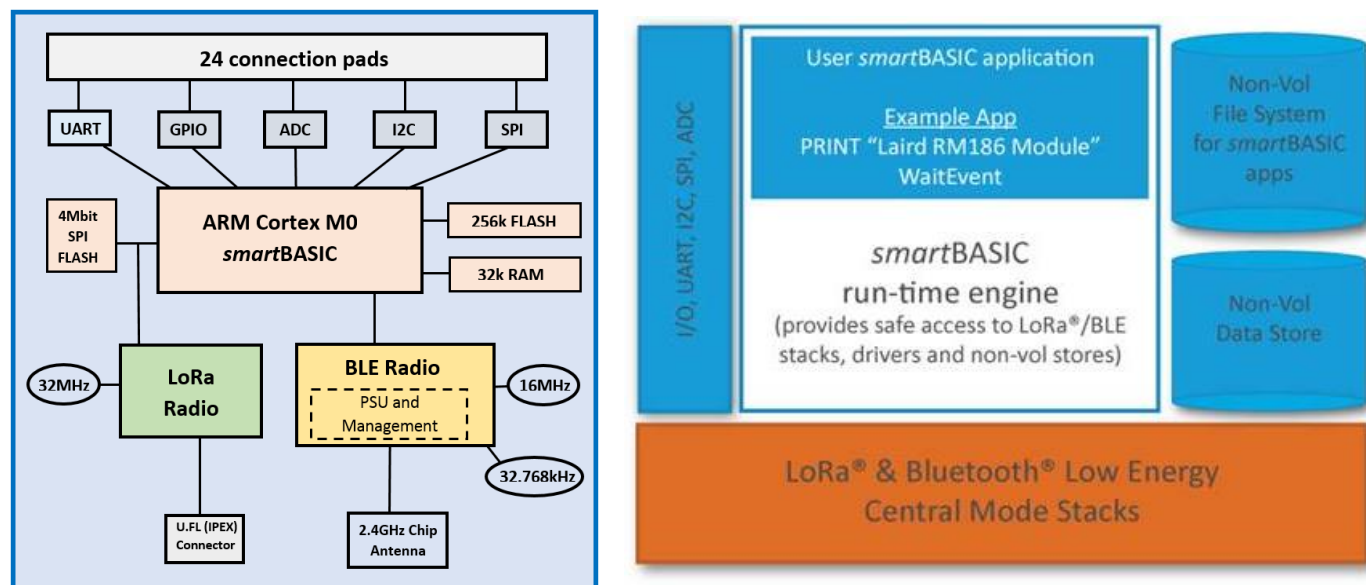 24 connection pads
UART
GPIO
ADC
I2C
SPI
4Mbit
SPI
FLASH
ARM Cortex M0
smartBASIC
256k FLASH
32k RAM
32MHz
LoRa
Radio
BLE Radio
PSU and
Management
16MHz
32.768kHz
U.FL (IPEX)
Connector
2.4GHz Chip
Antenna
I/O, UART, I2C, SPI, ADC
User smartBASIC application
Example App
PRINT “Laird RM186 Module”
WaitEvent
smartBASIC
run-time engine
(provides safe access to LoRa®/BLE
stacks, drivers and non-vol stores)
Non-Vol
File System
for smartBASIC
apps
Non-Vol
Data Store
LoRa® & Bluetooth® Low Energy
Central Mode Stacks